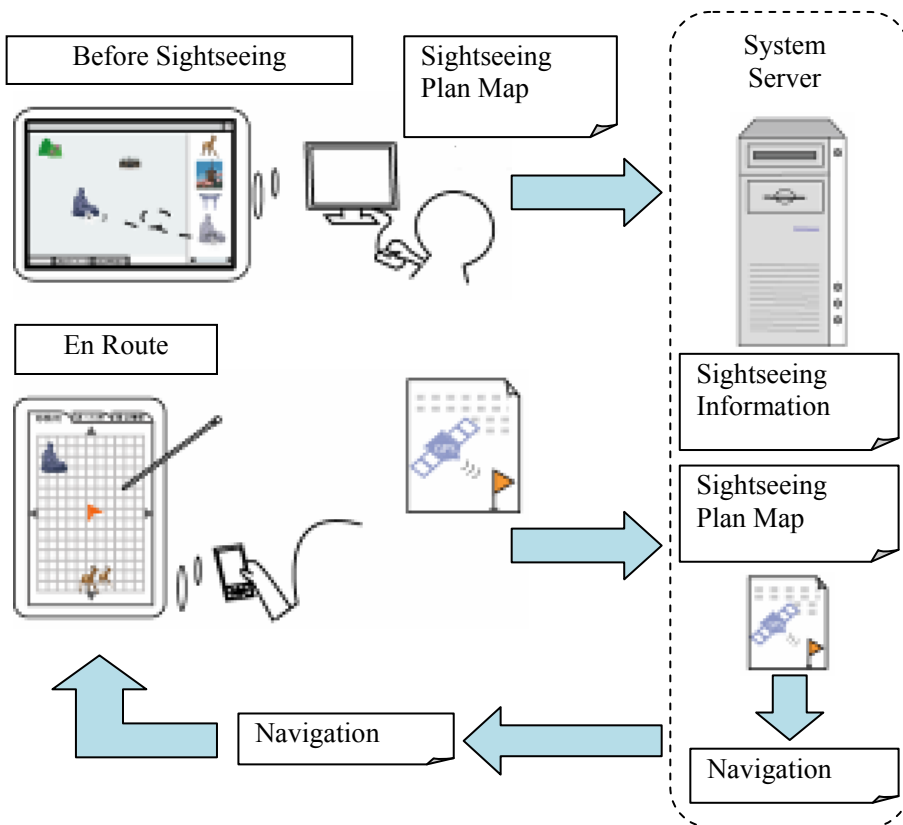 Before Sightseeing
Sightseeing
Plan Map
System
Server
En Route
Sightseeing
Information
Sightseeing
Plan Map
Navigation
Navigation